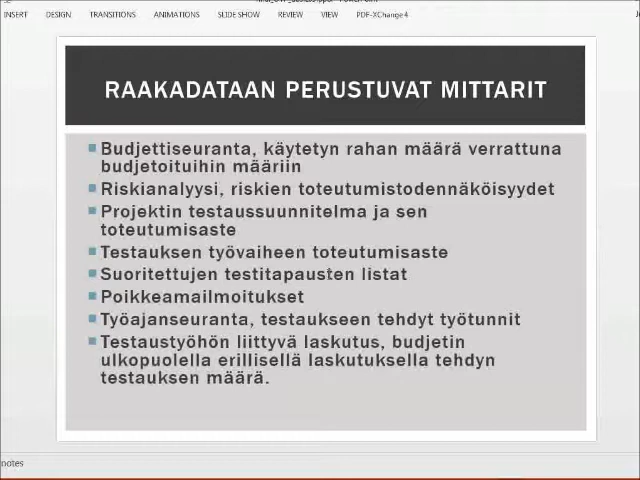 INSERT DESIGN TRANSITIONS ANIMATIONS SLIDE SHOW REVIEW VIEW PDF-XChange 4
RAAKADATAAN PERUSTUVAT MITTARIT
Budjettiseuranta, käytetyn rahan määrä verrattuna
budjetoituihin määriin
Riskianalyysi, riskien toteutumistodennäköisyydet
Projektin testaussuunnitelma ja sen
toteutumisaste
Testauksen työvaiheen toteutumisaste
Suoritettujen testitapausten listat
Poikkeamailmoitukset
Työajanseuranta, testaukseen tehdyt työtunnit
Testaustyöhön liittyvä laskutus, budjetin
ulkopuolella erillisellä laskutuksella tehdyn
testauksen määrä.
notes